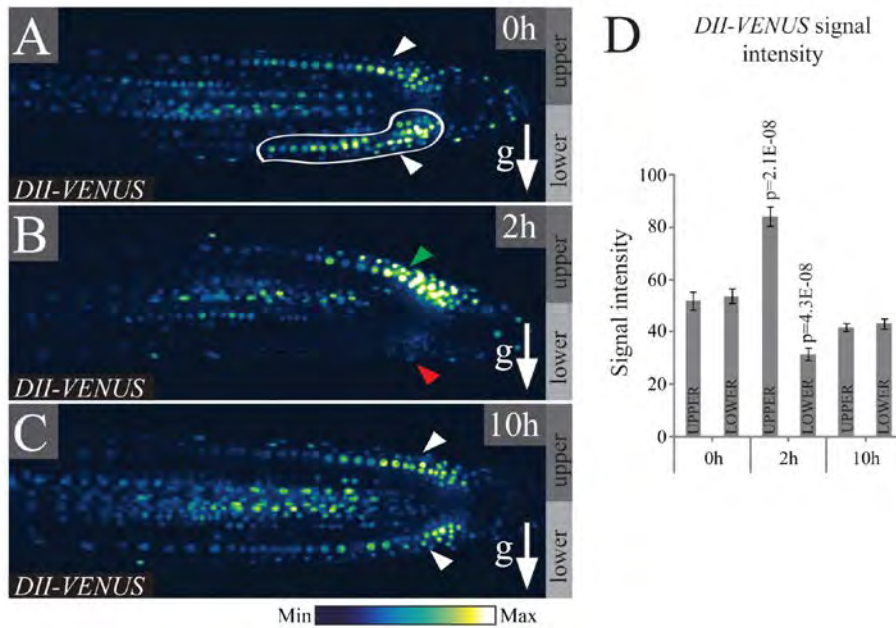 A
0h
upper
lower
g
DII-VENUS
B
2h
upper
lower
g
DII-VENUS
C
10h
upper
lower
g
DII-VENUS
Min
Max
D
DII-VENUS signal
intensity
Signal intensity
100
80
60
40
20
0
p=2.1E-08
p=4.3E-08
UPPER
LOWER
UPPER
LOWER
UPPER
LOWER
0h
2h
10h